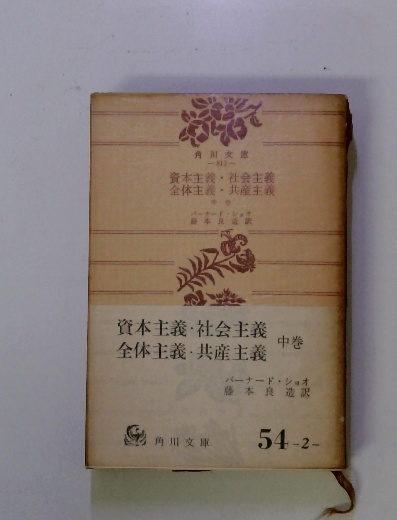 角川文庫
資本主義・社会主義
全体主義・共産主義
中巻
バーナード・ショオ
藤本良造訳
資本主義・社会主義
全体主義・共産主義
中巻
バーナード・ショオ
藤本良造訳
角川文庫
54-2-